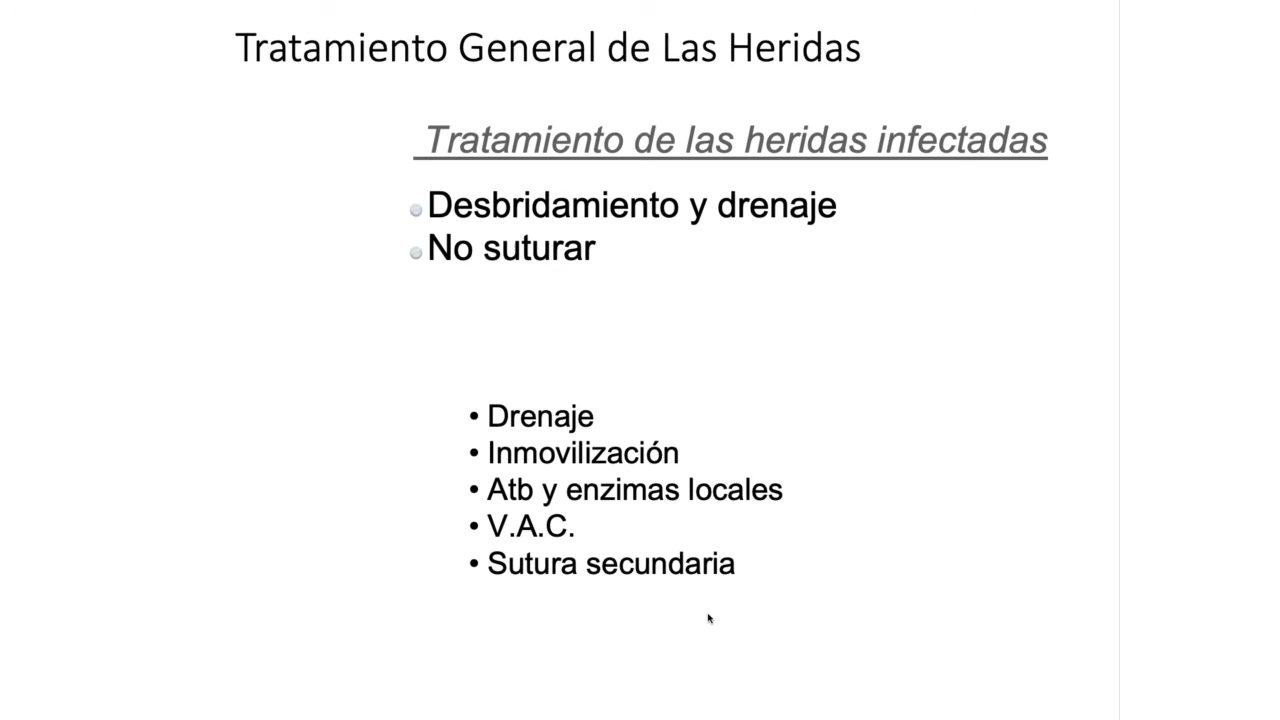 Tratamiento General de Las Heridas
Tratamiento de las heridas infectadas
Desbridamiento y drenaje
No suturar
• Drenaje
• Inmovilización
• Atb y enzimas locales
• V.A.C.
• Sutura secundaria